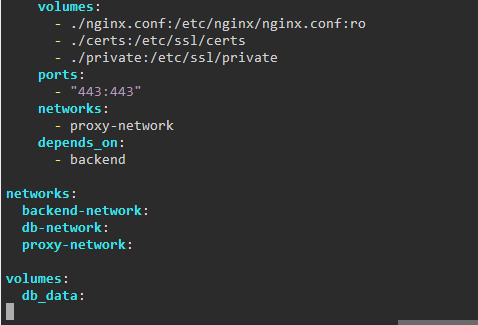 volumes:
      - ./nginx.conf:/etc/nginx/nginx.conf:ro
      - ./certs:/etc/ssl/certs
      - ./private:/etc/ssl/private
    ports:
      - "443:443"
    networks:
      - proxy-network
    depends_on:
      - backend

networks:
  backend-network:
  db-network:
  proxy-network:

volumes:
  db_data: